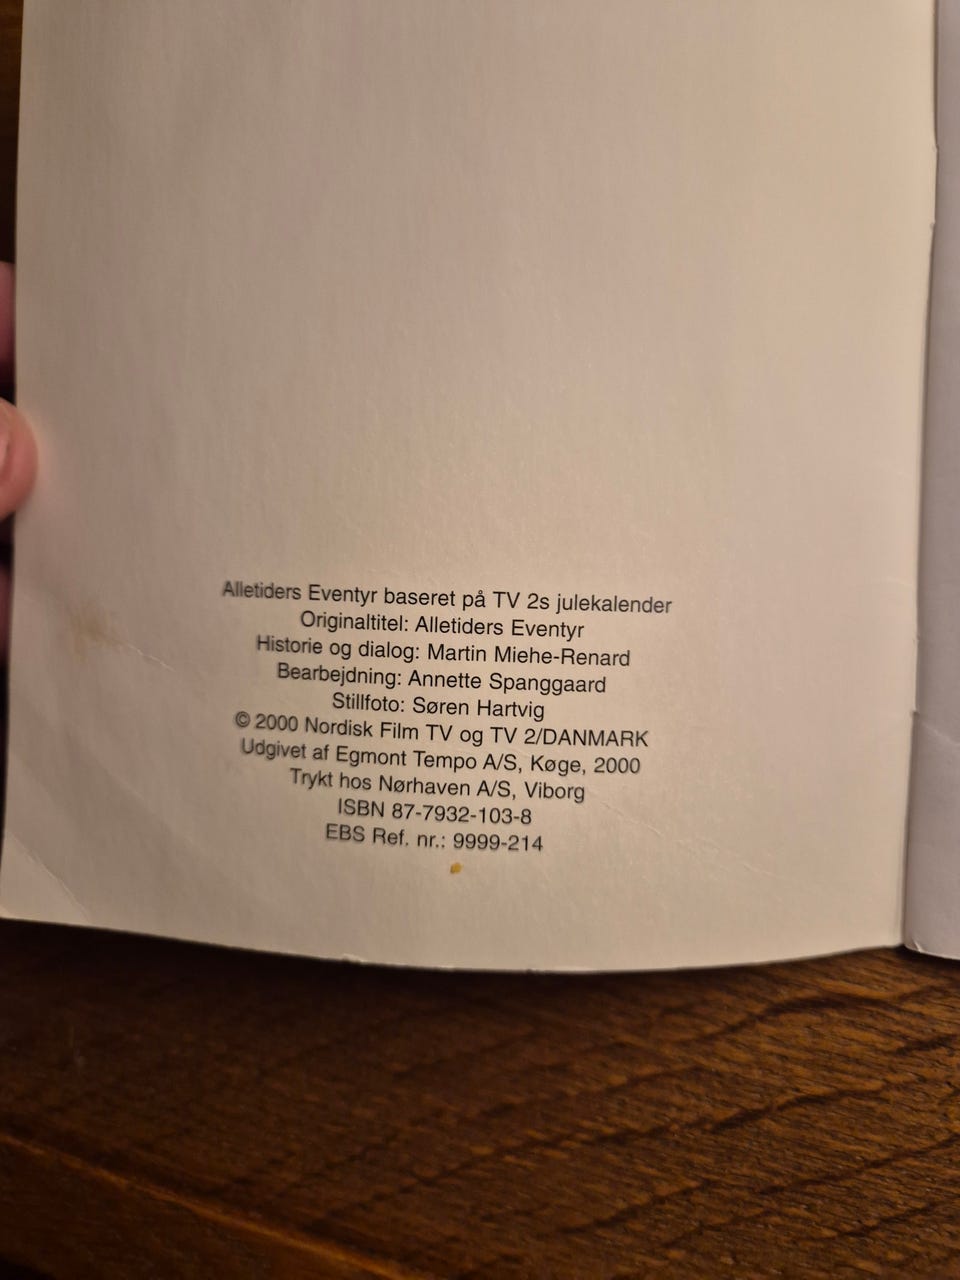 Alletiders Eventyr baseret på TV 2s julekalender
Originaltitel: Alletiders Eventyr
Historie og dialog: Martin Miehe-Renard
Bearbejdning: Annette Spanggaard
Stillfoto: Søren Hartvig
© 2000 Nordisk Film TV og TV 2/DANMARK
Udgivet af Egmont Tempo A/S, Køge, 2000
Trykt hos Nørhaven A/S, Viborg
ISBN 87-7932-103-8
EBS Ref. nr.: 9999-214